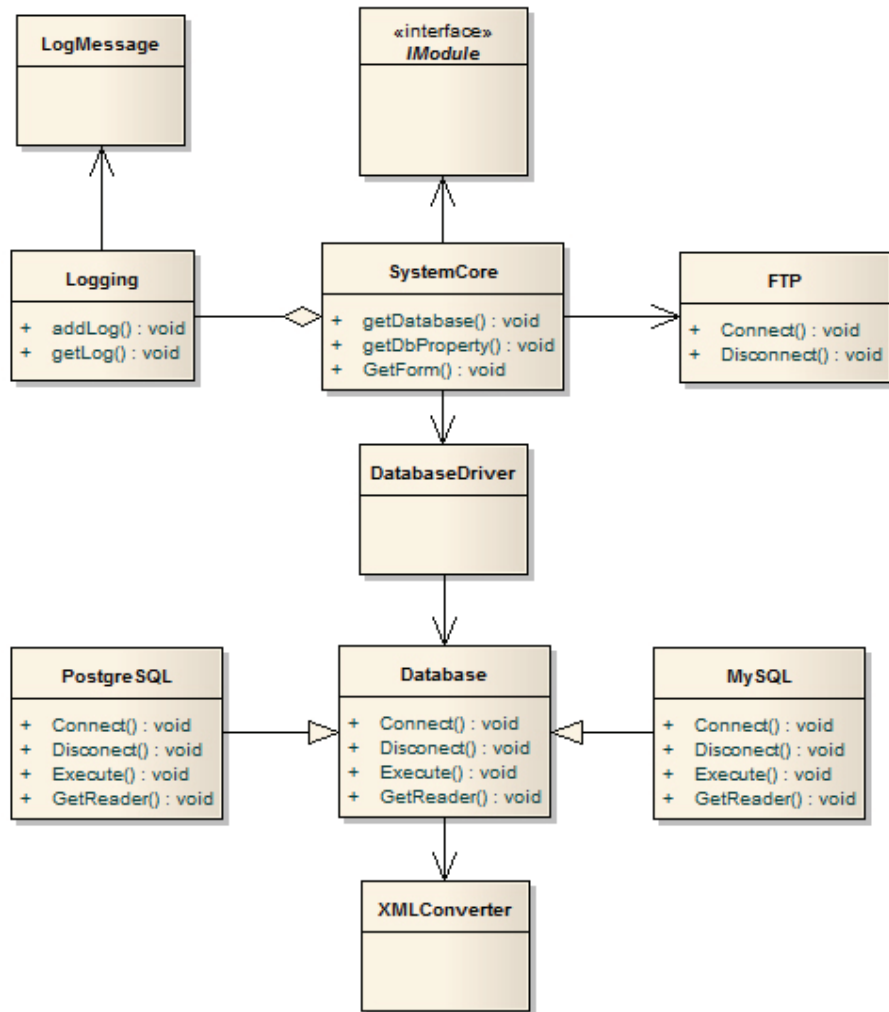 LogMessage
«interface»
IModule
Logging
+ addLog() : void
+ getLog() : void
SystemCore
+ getDatabase() : void
+ getDbProperty() : void
+ GetForm() : void
FTP
+ Connect() : void
+ Disconnect() : void
DatabaseDriver
PostgreSQL
+ Connect() : void
+ Disconect() : void
+ Execute() : void
+ GetReader() : void
Database
+ Connect() : void
+ Disconect() : void
+ Execute() : void
+ GetReader() : void
MySQL
+ Connect() : void
+ Disconect() : void
+ Execute() : void
+ GetReader() : void
XMLConverter